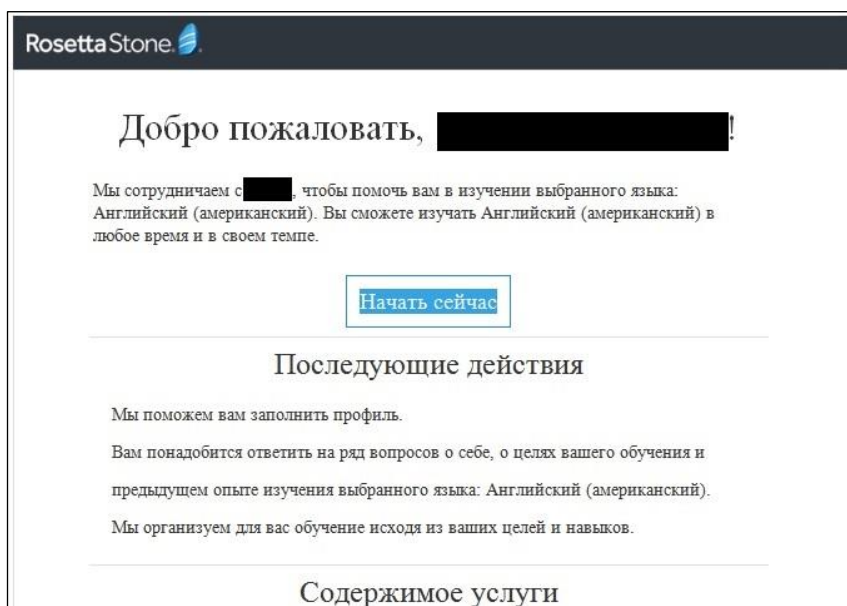 RosettaStone.
Добро пожаловать, !
Мы сотрудничаем с , чтобы помочь вам в изучении выбранного языка:
Английский (американский). Вы сможете изучать Английский (американский) в
любое время и в своем темпе.
Начать сейчас
Последующие действия
Мы поможем вам заполнить профиль.
Вам понадобится ответить на ряд вопросов о себе, о целях вашего обучения и
предыдущем опыте изучения выбранного языка: Английский (американский).
Мы организуем для вас обучение исходя из ваших целей и навыков.
Содержимое услуги